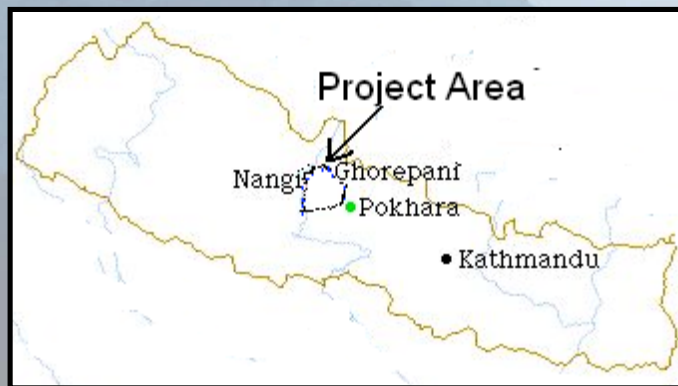 Project Area
Nangi
Ghorepani
Pokhara
Kathmandu